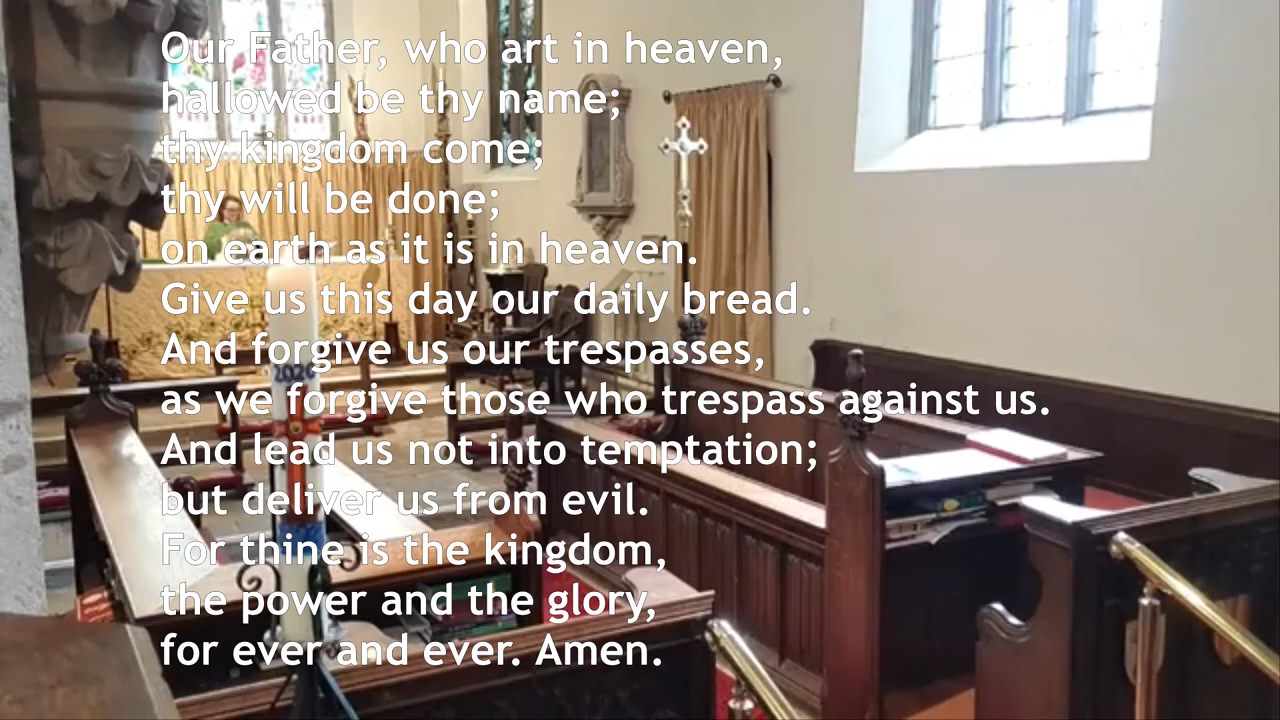 Our Father, who art in heaven,
hallowed be thy name;
thy kingdom come;
thy will be done;
on earth as it is in heaven.
Give us this day our daily bread.
And forgive us our trespasses,
as we forgive those who trespass against us.
And lead us not into temptation;
but deliver us from evil.
For thine is the kingdom,
the power and the glory,
for ever and ever. Amen.
2020